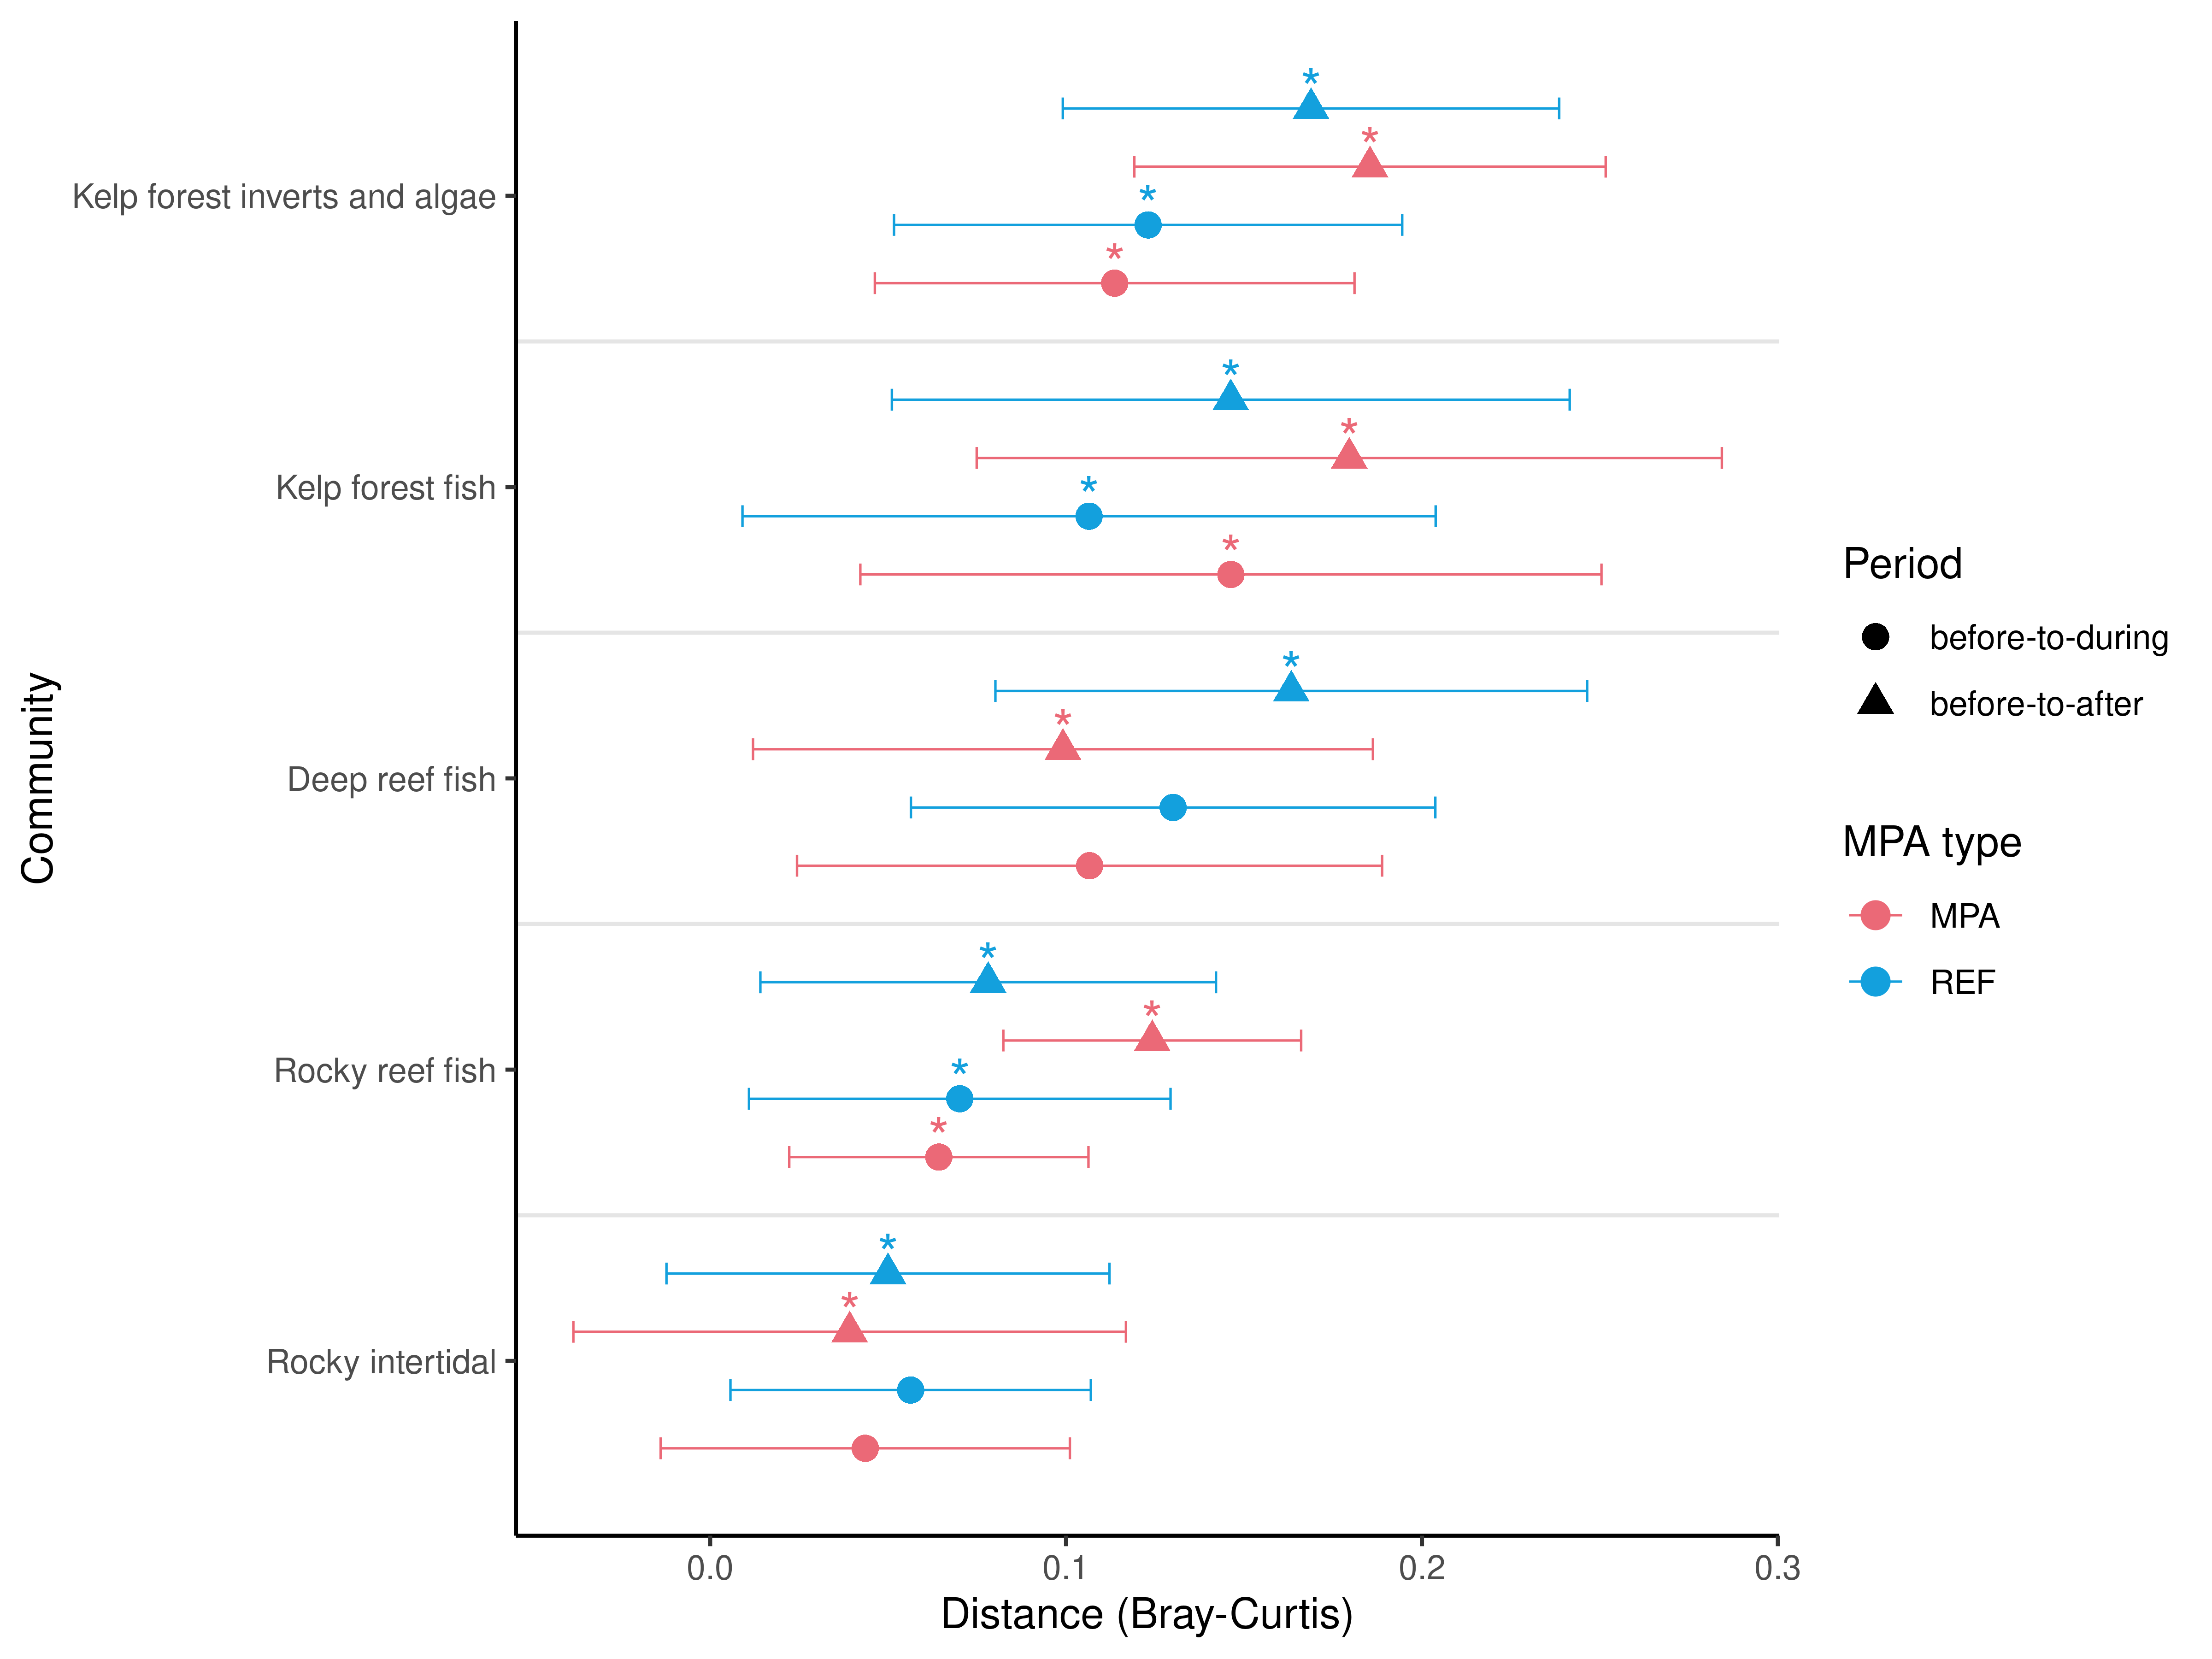 Community
Kelp forest inverts and algae
Kelp forest fish
Deep reef fish
Rocky reef fish
Rocky intertidal
* * * *
* * * *
* *
* * * *
* *
0.0 0.1 0.2 0.3
Distance (Bray-Curtis)
Period
before-to-during
before-to-after
MPA type
MPA
REF